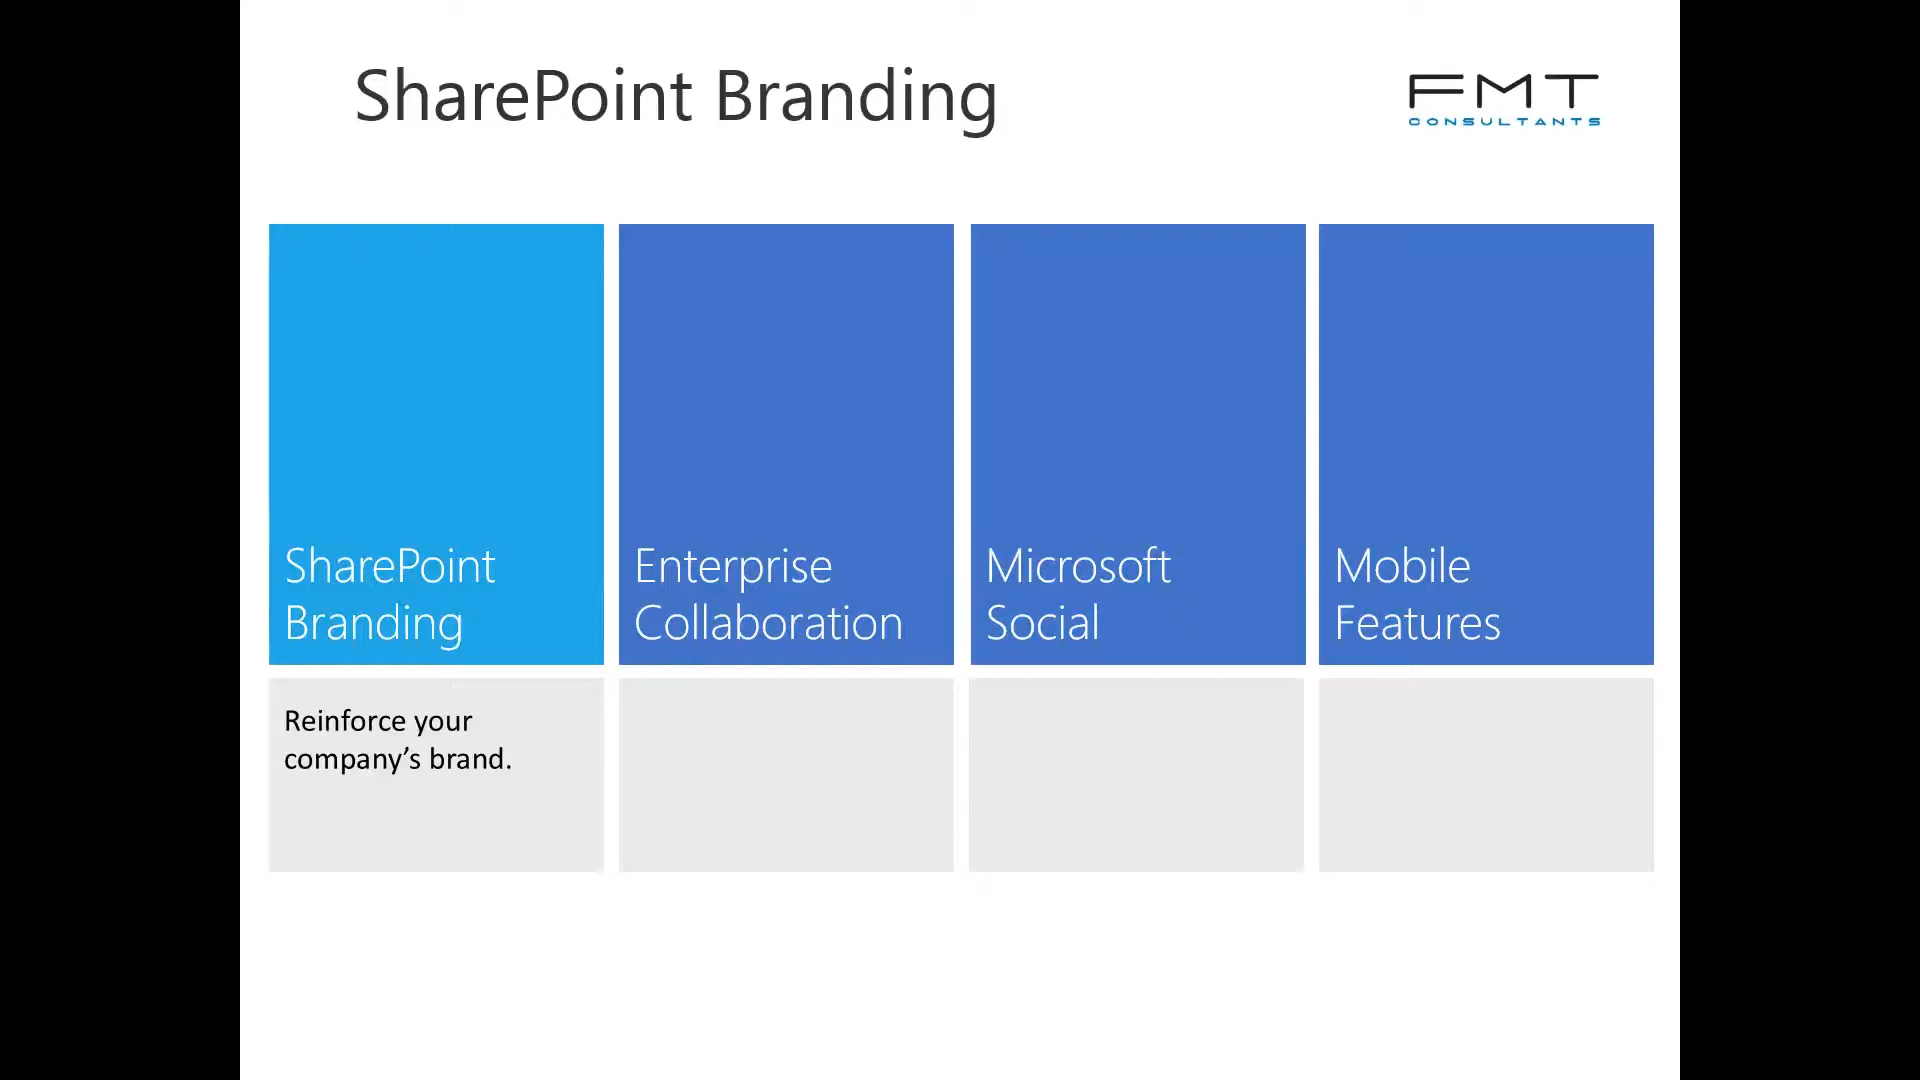 SharePoint Branding
FMT
CONSULTANTS
SharePoint
Branding
Enterprise
Collaboration
Microsoft
Social
Mobile
Features
Reinforce your
company’s brand.